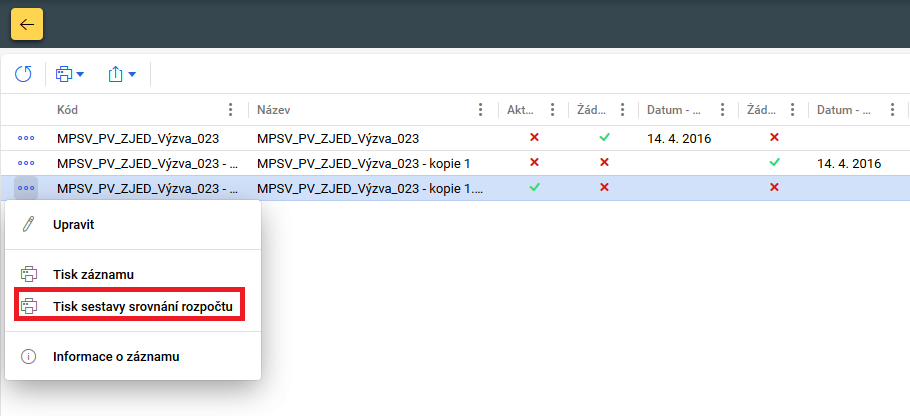 Kód Název Akt... Žád... Datum - ... Žád... Datum - ...
MPSV_PV_ZJED_Výzva_023 MPSV_PV_ZJED_Výzva_023 14. 4. 2016
MPSV_PV_ZJED_Výzva_023 - ... MPSV_PV_ZJED_Výzva_023 - kopie 1 14. 4. 2016
MPSV_PV_ZJED_Výzva_023 - ... MPSV_PV_ZJED_Výzva_023 - kopie 1....
Upravit
Tisk záznamu
Tisk sestavy srovnání rozpočtu
Informace o záznamu